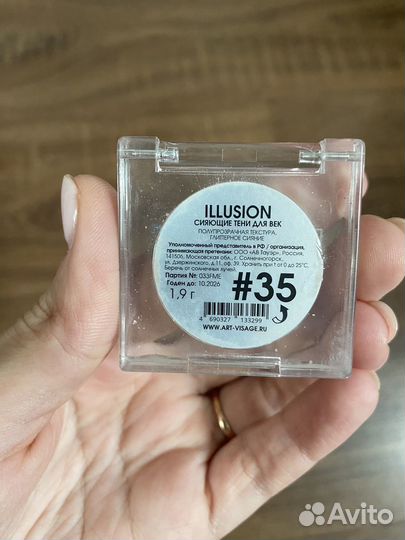 ILLUSION
СИЯЮЩИЕ ТЕНИ ДЛЯ ВЕК
ПОЛУПРОЗРАЧНАЯ ТЕКСТУРА,
ГЛИТЕРНОЕ СИЯНИЕ
Уполномоченный представитель в РФ / организация,
принимающая претензии: ООО «АВ Тауэр», Россия,
141506, Московская обл., г. Солнечногорск,
ул. Дзержинского, д.11, оф. 39. Хранить при t от 0 до 25°C.
Беречь от солнечных лучей.
Партия №: 033FME
Годен до: 10.2026
1,9 г
#35
4 690327 133299
WWW.ART-VISAGE.RU
Avito